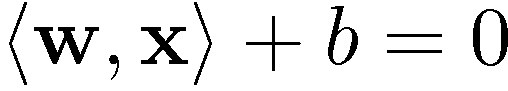 ⟨𝐰, 𝐱⟩ + b = 0